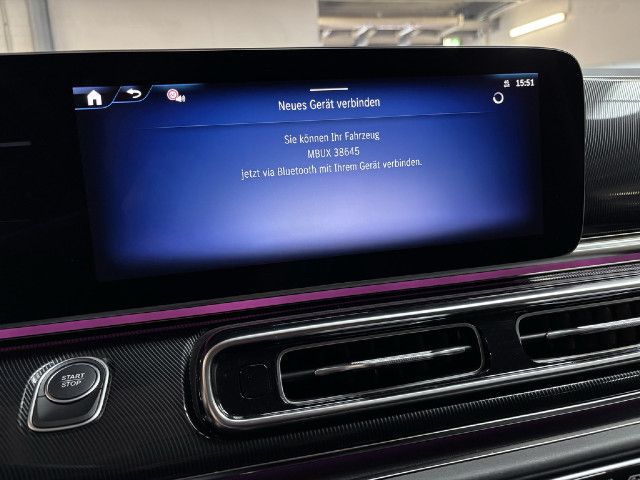 15:51
Neues Gerät verbinden
Sie können Ihr Fahrzeug
MBUX 38645
jetzt via Bluetooth mit Ihrem Gerät verbinden.
START
STOP